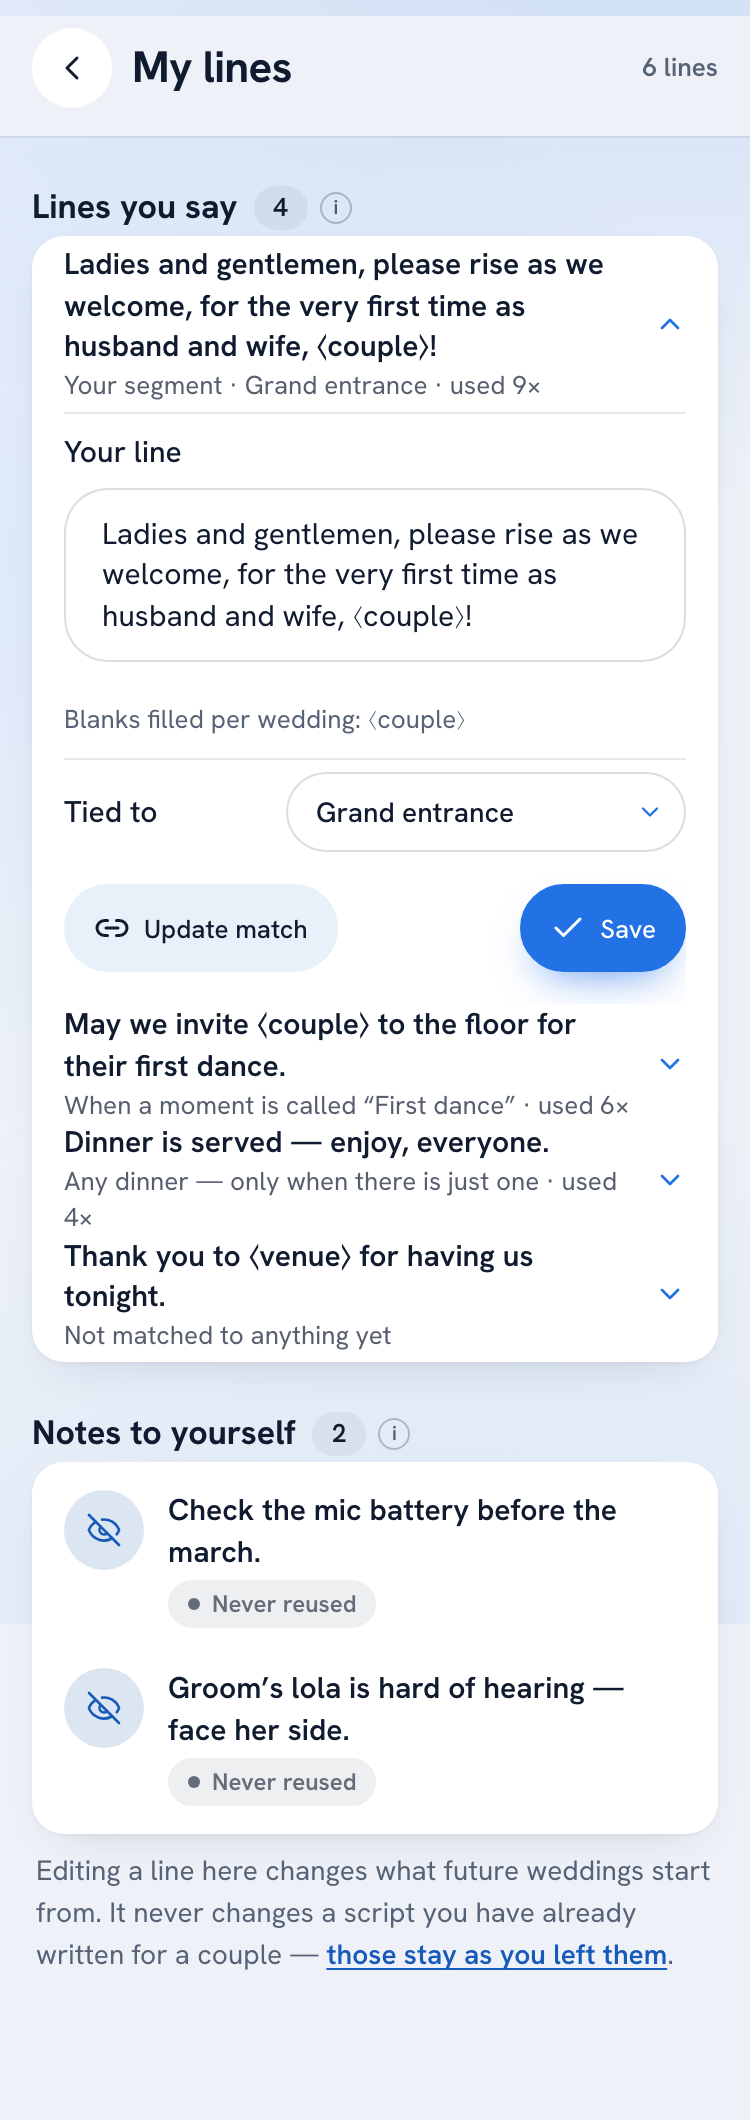 My lines
6 lines
Lines you say 4 i
Ladies and gentlemen, please rise as we
welcome, for the very first time as
husband and wife, 〈couple〉!
Your segment · Grand entrance · used 9×
Your line
Ladies and gentlemen, please rise as we
welcome, for the very first time as
husband and wife, 〈couple〉!
Blanks filled per wedding: 〈couple〉
Tied to
Grand entrance
Update match
Save
May we invite 〈couple〉 to the floor for
their first dance.
When a moment is called “First dance” · used 6×
Dinner is served — enjoy, everyone.
Any dinner — only when there is just one · used
4×
Thank you to 〈venue〉 for having us
tonight.
Not matched to anything yet
Notes to yourself 2 i
Check the mic battery before the
march.
Never reused
Groom’s lola is hard of hearing —
face her side.
Never reused
Editing a line here changes what future weddings start
from. It never changes a script you have already
written for a couple — those stay as you left them.